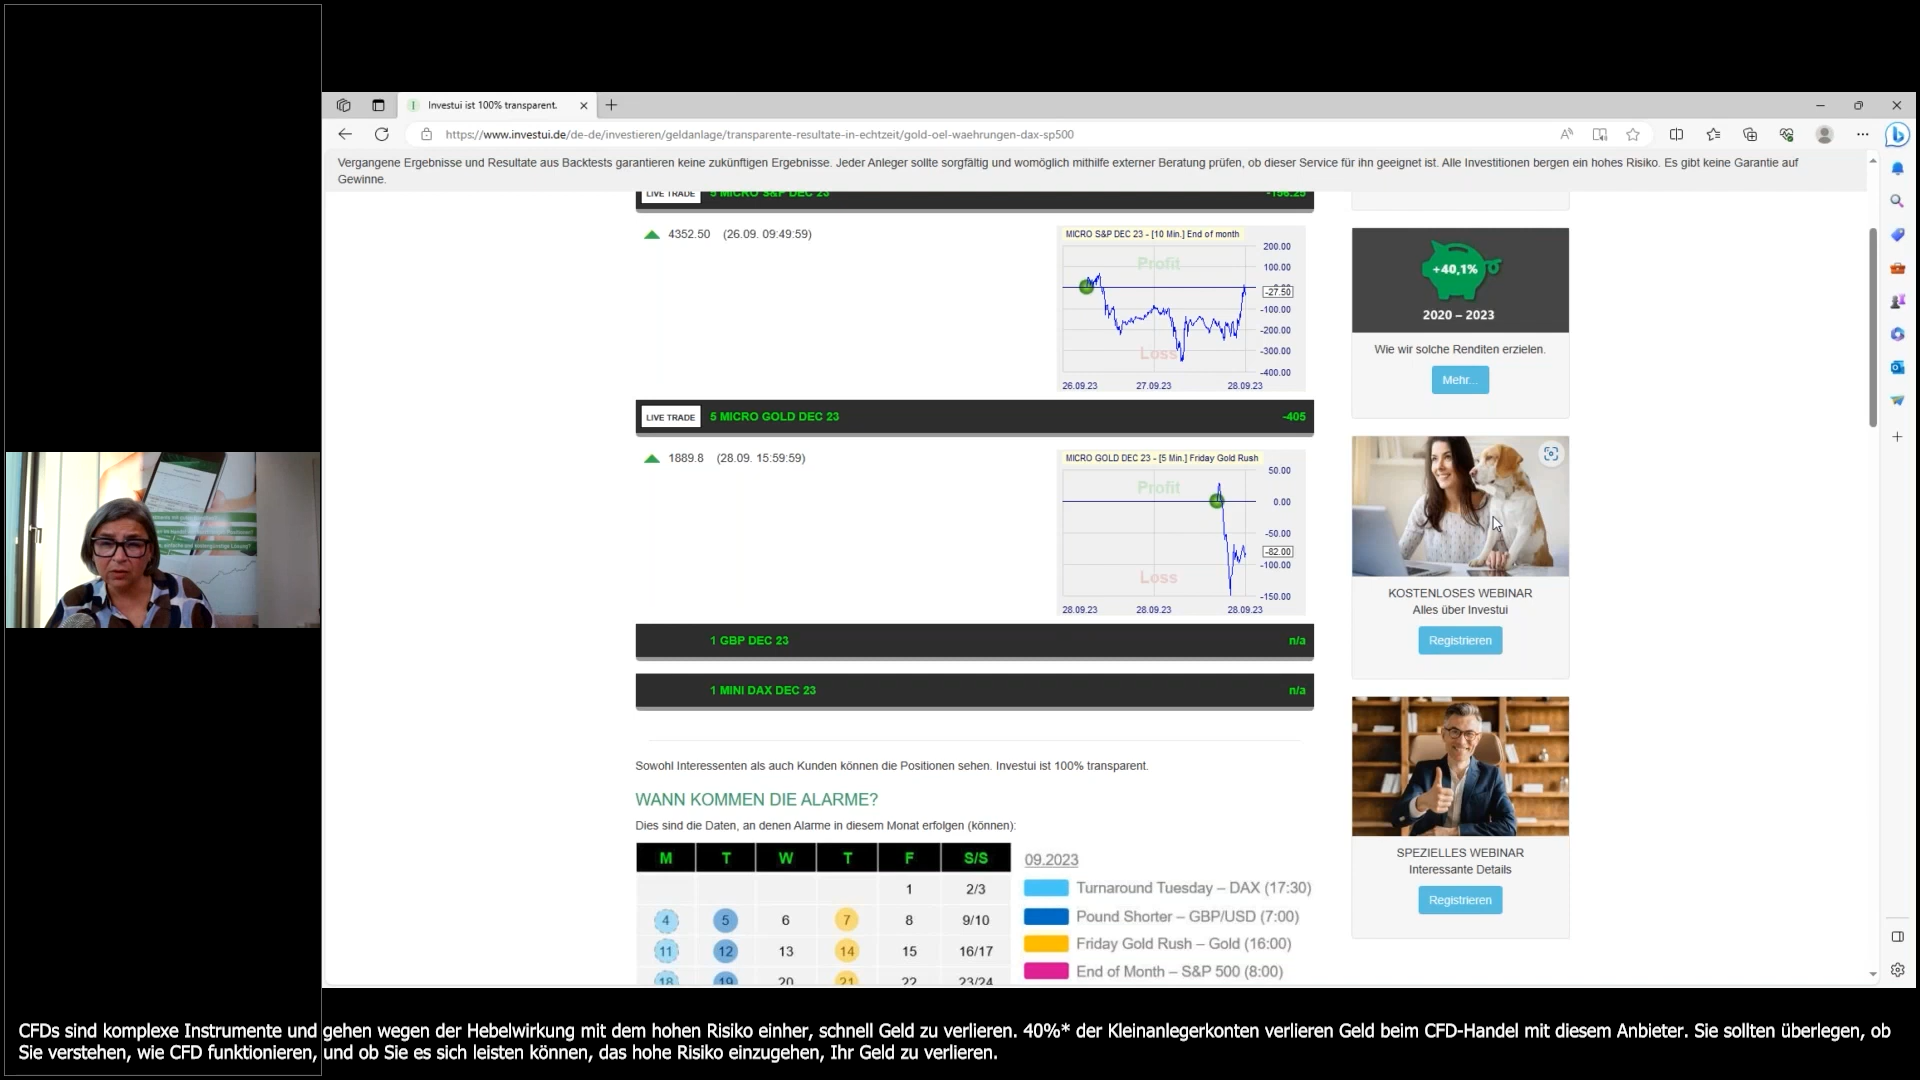 Investui ist 100% transparent.
https://www.investui.de/de-de/investieren/geldanlage/transparente-resultate-in-echtzeit/gold-oel-waehrungen-dax-sp500
Vergangene Ergebnisse und Resultate aus Backtests garantieren keine zukünftigen Ergebnisse. Jeder Anleger sollte sorgfältig und womöglich mithilfe externer Beratung prüfen, ob dieser Service für ihn geeignet ist. Alle Investitionen bergen ein hohes Risiko. Es gibt keine Garantie auf
Gewinne.
LIVE TRADE 5 MICRO S&P DEC 23 -156.25
4352.50 (26.09. 09:49:59)
MICRO S&P DEC 23 - [10 Min.] End of month
Profit
Loss
200.00
100.00
-27.50
-100.00
-200.00
-300.00
-400.00
26.09.23 27.09.23 28.09.23
LIVE TRADE 5 MICRO GOLD DEC 23 -405
1889.8 (28.09. 15:59:59)
MICRO GOLD DEC 23 - [5 Min.] Friday Gold Rush
Profit
Loss
50.00
0.00
-50.00
-82.00
-100.00
-150.00
28.09.23 28.09.23 28.09.23
1 GBP DEC 23 n/a
1 MINI DAX DEC 23 n/a
Sowohl Interessenten als auch Kunden können die Positionen sehen. Investui ist 100% transparent.
WANN KOMMEN DIE ALARME?
Dies sind die Daten, an denen Alarme in diesem Monat erfolgen (können):
M T W T F S/S
1 2/3
4 5 6 7 8 9/10
11 12 13 14 15 16/17
18 19 20 21 22 23/24
09.2023
Turnaround Tuesday – DAX (17:30)
Pound Shorter – GBP/USD (7:00)
Friday Gold Rush – Gold (16:00)
End of Month – S&P 500 (8:00)
+40,1%
2020 – 2023
Wie wir solche Renditen erzielen.
Mehr...
KOSTENLOSES WEBINAR
Alles über Investui
Registrieren
SPEZIELLES WEBINAR
Interessante Details
Registrieren
CFDs sind komplexe Instrumente und gehen wegen der Hebelwirkung mit dem hohen Risiko einher, schnell Geld zu verlieren. 40%* der Kleinanlegerkonten verlieren Geld beim CFD-Handel mit diesem Anbieter. Sie sollten überlegen, ob
Sie verstehen, wie CFD funktionieren, und ob Sie es sich leisten können, das hohe Risiko einzugehen, Ihr Geld zu verlieren.